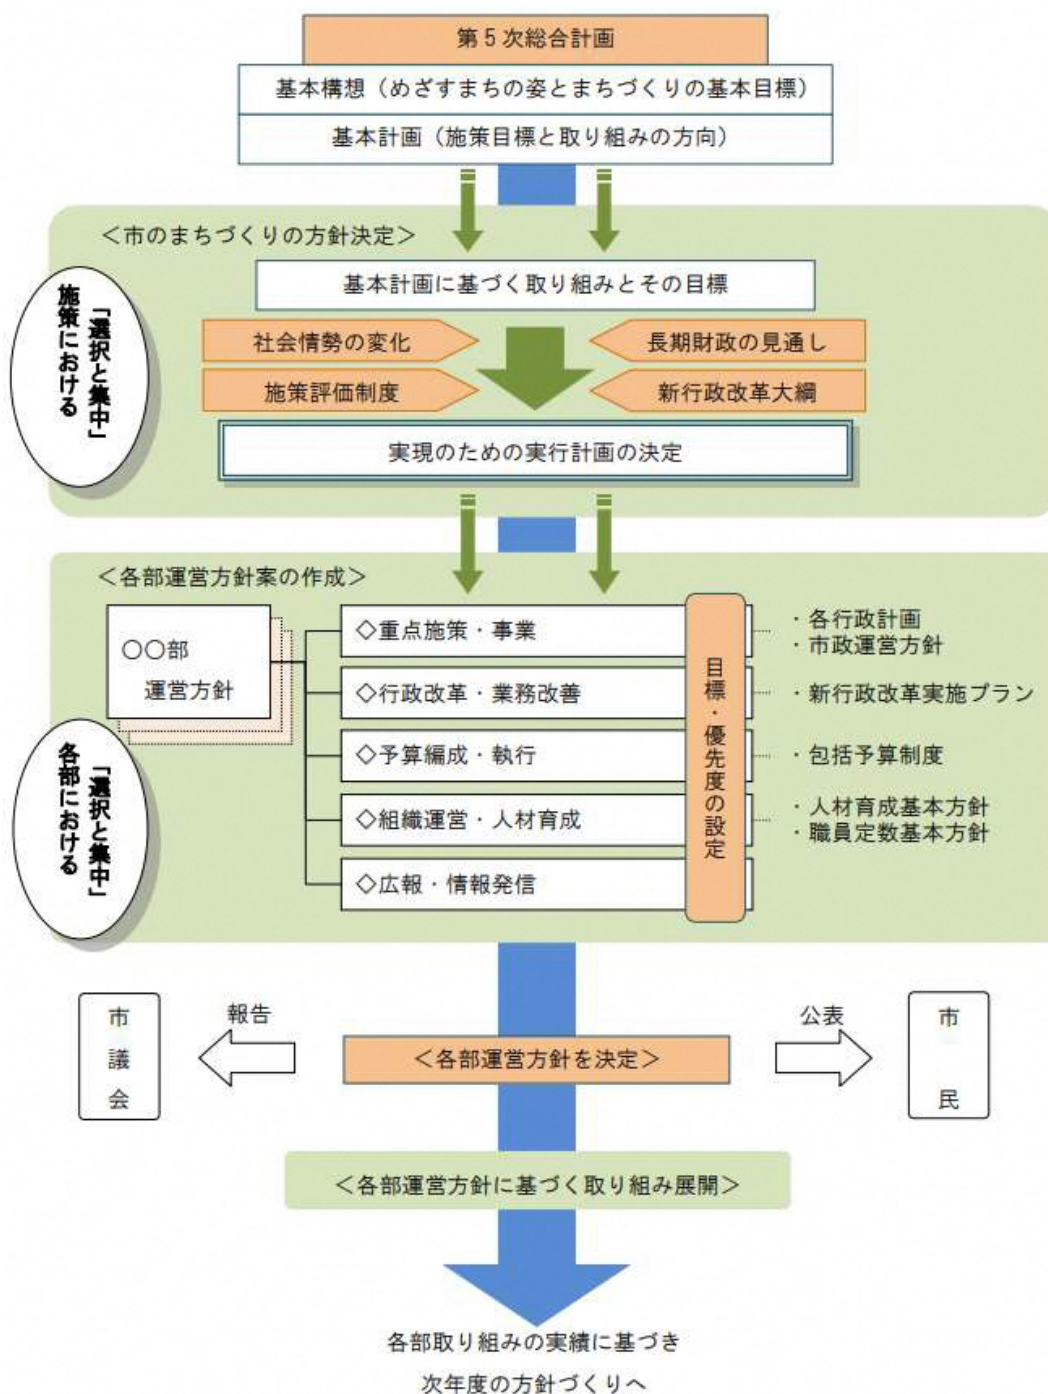 第5次総合計画
基本構想（めざすまちの姿とまちづくりの基本目標）
基本計画（施策目標と取り組みの方向）
＜市のまちづくりの方針決定＞
施策における
「選択と集中」
基本計画に基づく取り組みとその目標
社会情勢の変化
長期財政の見通し
施策評価制度
新行政改革大綱
実現のための実行計画の決定
＜各部運営方針案の作成＞
〇〇部
運営方針
各部における
「選択と集中」
◇重点施策・事業
◇行政改革・業務改善
◇予算編成・執行
◇組織運営・人材育成
◇広報・情報発信
目標・優先度の設定
・各行政計画
・市政運営方針
・新行政改革実施プラン
・包括予算制度
・人材育成基本方針
・職員定数基本方針
市議会
報告
＜各部運営方針を決定＞
公表
市民
＜各部運営方針に基づく取り組み展開＞
各部取り組みの実績に基づき
次年度の方針づくりへ